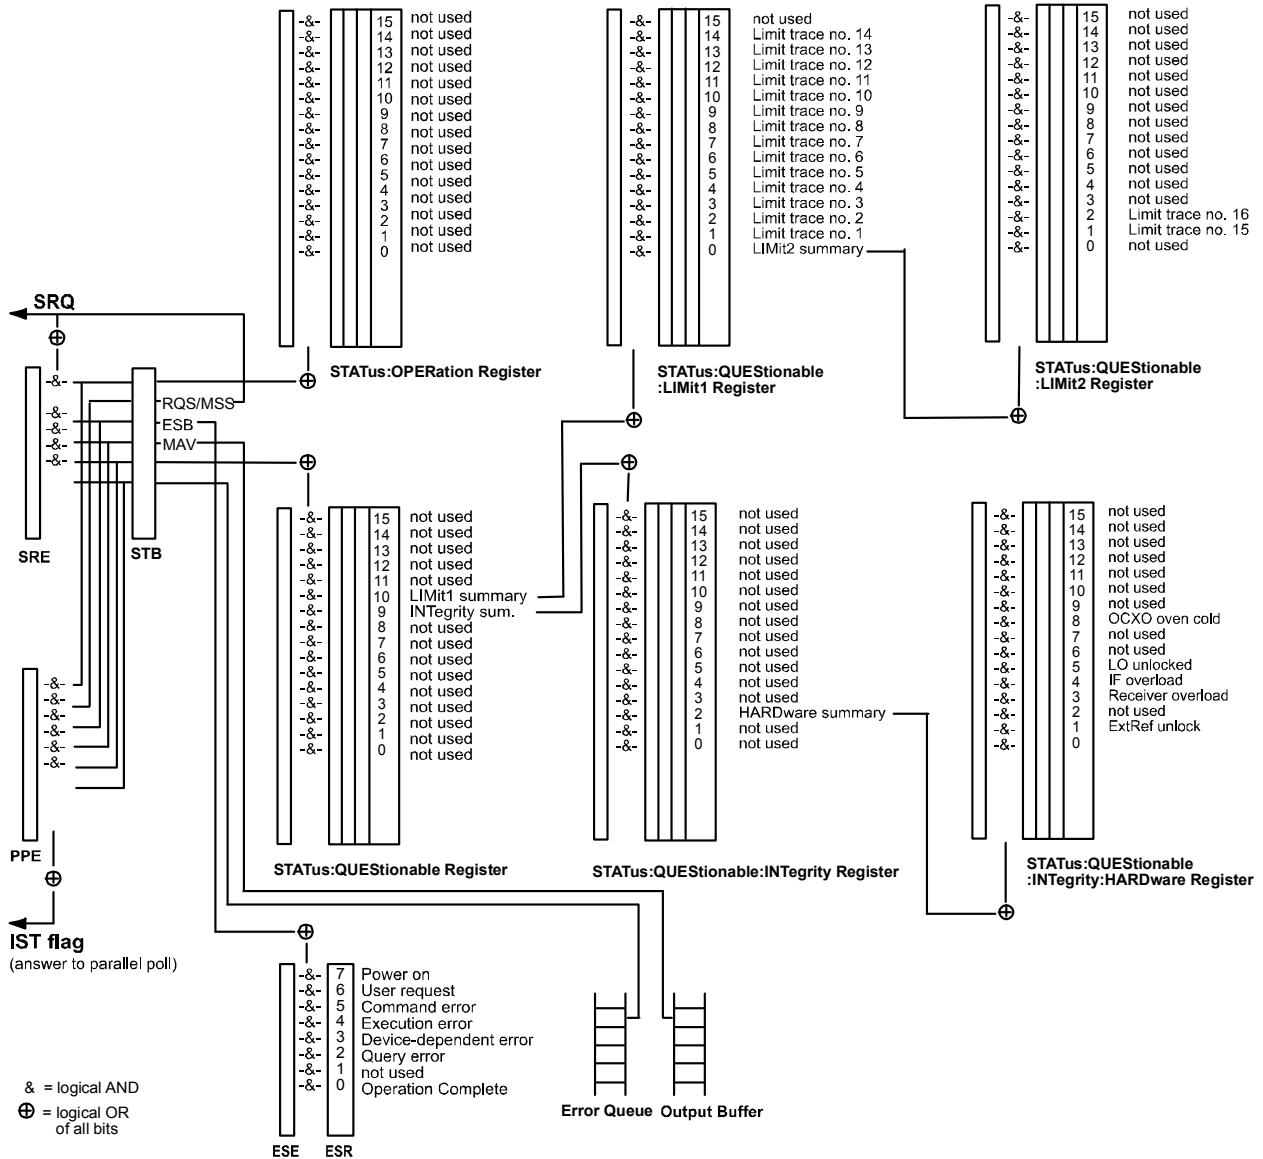 -&- 15 not used
-&- 14 not used
-&- 13 not used
-&- 12 not used
-&- 11 not used
-&- 10 not used
-&- 9 not used
-&- 8 not used
-&- 7 not used
-&- 6 not used
-&- 5 not used
-&- 4 not used
-&- 3 not used
-&- 2 not used
-&- 1 not used
-&- 0
STATus:OPERation Register
-&- 15 not used
-&- 14 Limit trace no. 14
-&- 13 Limit trace no. 13
-&- 12 Limit trace no. 12
-&- 11 Limit trace no. 11
-&- 10 Limit trace no. 10
-&- 9 Limit trace no. 9
-&- 8 Limit trace no. 8
-&- 7 Limit trace no. 7
-&- 6 Limit trace no. 6
-&- 5 Limit trace no. 5
-&- 4 Limit trace no. 4
-&- 3 Limit trace no. 3
-&- 2 Limit trace no. 2
-&- 1 Limit trace no. 1
-&- 0 LIMit2 summary
STATus:QUEStionable
:LIMit1 Register
-&- 15 not used
-&- 14 not used
-&- 13 not used
-&- 12 not used
-&- 11 not used
-&- 10 not used
-&- 9 not used
-&- 8 not used
-&- 7 not used
-&- 6 not used
-&- 5 not used
-&- 4 not used
-&- 3 not used
-&- 2 Limit trace no. 16
-&- 1 Limit trace no. 15
-&- 0 not used
STATus:QUEStionable
:LIMit2 Register
SRQ
-&-
-&-
-&-
-&-
-&-
RQS/MSS
ESB
MAV
SRE
STB
-&- 15 not used
-&- 14 not used
-&- 13 not used
-&- 12 not used
-&- 11 not used
-&- 10 LIMit1 summary
-&- 9 INTegrity sum.
-&- 8 not used
-&- 7 not used
-&- 6 not used
-&- 5 not used
-&- 4 not used
-&- 3 not used
-&- 2 not used
-&- 1 not used
-&- 0 not used
STATus:QUEStionable Register
-&- 15 not used
-&- 14 not used
-&- 13 not used
-&- 12 not used
-&- 11 not used
-&- 10 not used
-&- 9 not used
-&- 8 not used
-&- 7 not used
-&- 6 not used
-&- 5 not used
-&- 4 not used
-&- 3 not used
-&- 2 HARDware summary
-&- 1 not used
-&- 0 not used
STATus:QUEStionable:INTegrity Register
-&- 15 not used
-&- 14 not used
-&- 13 not used
-&- 12 not used
-&- 11 not used
-&- 10 not used
-&- 9 not used
-&- 8 OCXO oven cold
-&- 7 not used
-&- 6 not used
-&- 5 LO unlocked
-&- 4 IF overload
-&- 3 Receiver overload
-&- 2 not used
-&- 1 ExtRef unlock
-&- 0
STATus:QUEStionable
:INTegrity:HARDware Register
-&-
-&-
-&-
-&-
-&-
-&-
PPE
IST flag
(answer to parallel poll)
-&- 7 Power on
-&- 6 User request
-&- 5 Command error
-&- 4 Execution error
-&- 3 Device-dependent error
-&- 2 Query error
-&- 1 not used
-&- 0 Operation Complete
ESE
ESR
Error Queue
Output Buffer
& = logical AND
⊕ = logical OR
of all bits